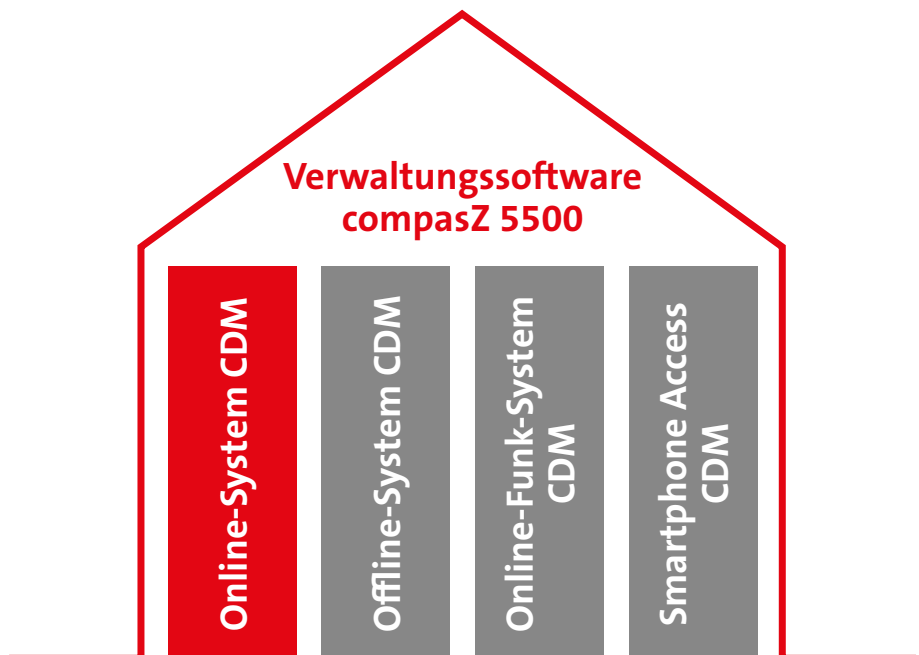 Verwaltungssoftware
compasZ 5500
Online-System CDM
Offline-System CDM
Online-Funk-System
CDM
Smartphone Access
CDM